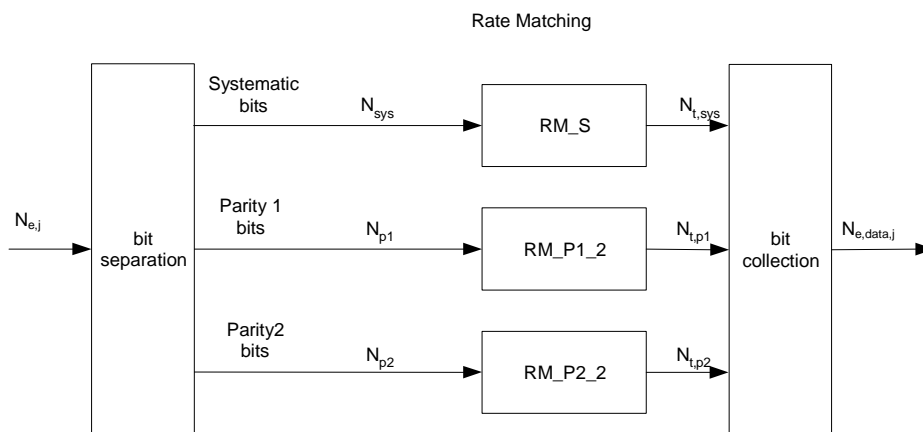 Rate Matching
Systematic
bits
N_sys
RM_S
N_t,sys
N_e,j
bit
separation
Parity 1
bits
N_p1
RM_P1_2
N_t,p1
bit
collection
N_e,data,j
Parity2
bits
N_p2
RM_P2_2
N_t,p2